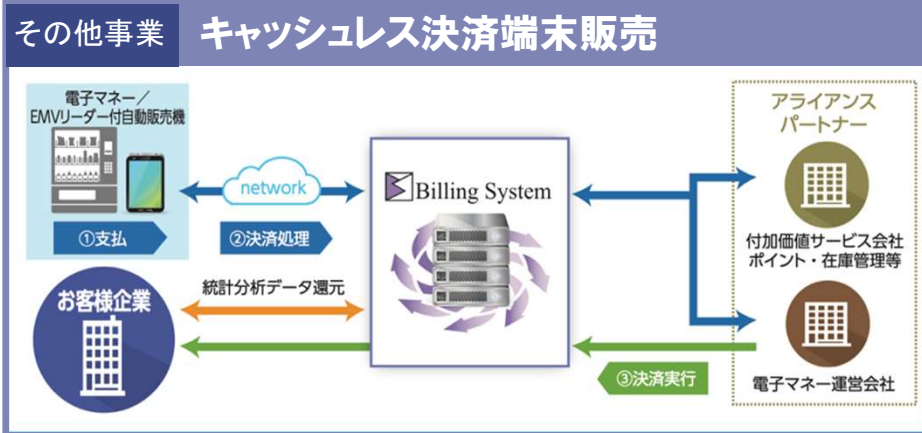 その他事業
キャッシュレス決済端末販売
電子マネー／
EMVリーダー付自動販売機
①支払
network
②決済処理
Billing System
アライアンス
パートナー
付加価値サービス会社
ポイント・在庫管理等
お客様企業
統計分析データ還元
③決済実行
電子マネー運営会社